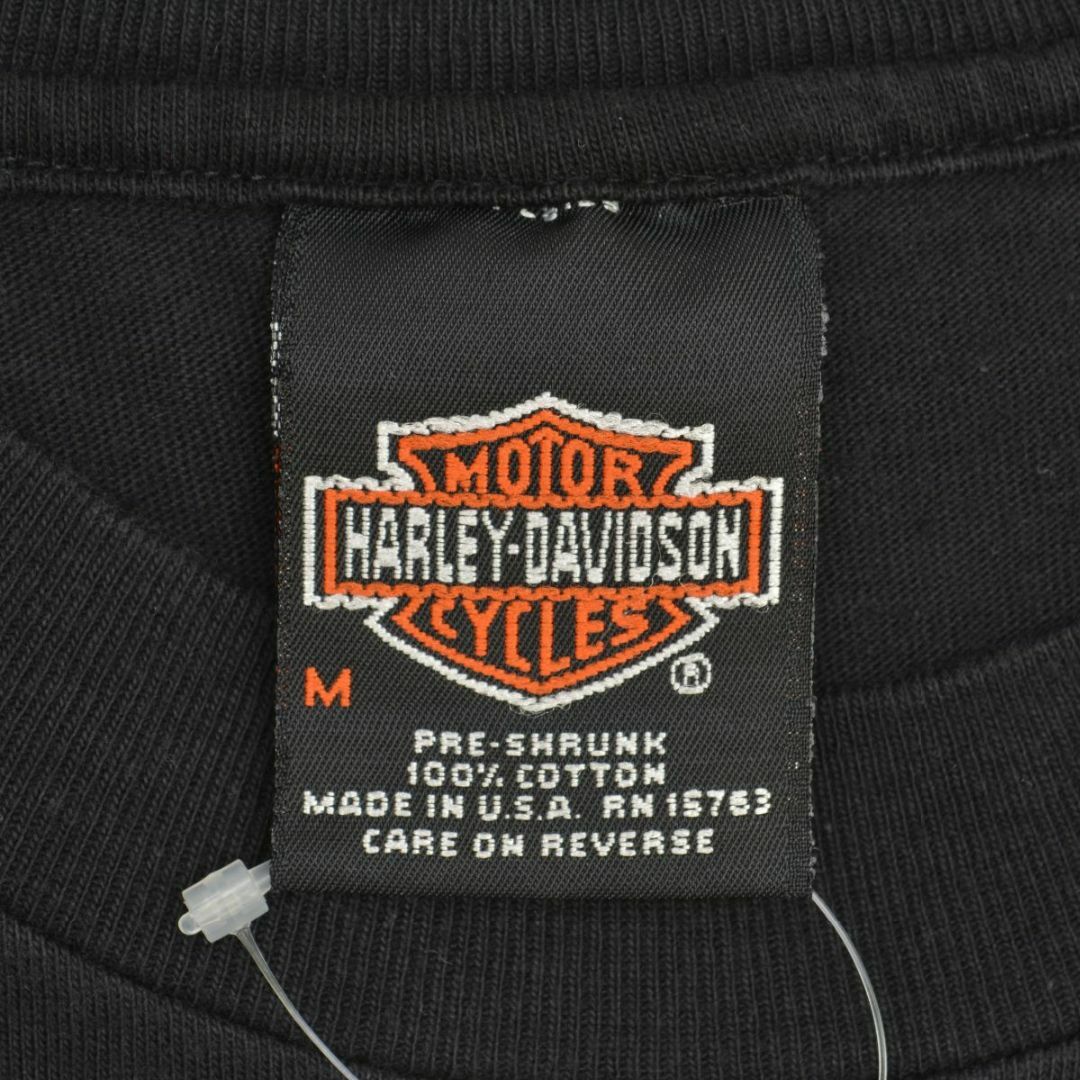 MOTOR
HARLEY-DAVIDSON
CYCLES
®
M
PRE-SHRUNK
100% COTTON
MADE IN U.S.A. RN 15763
CARE ON REVERSE